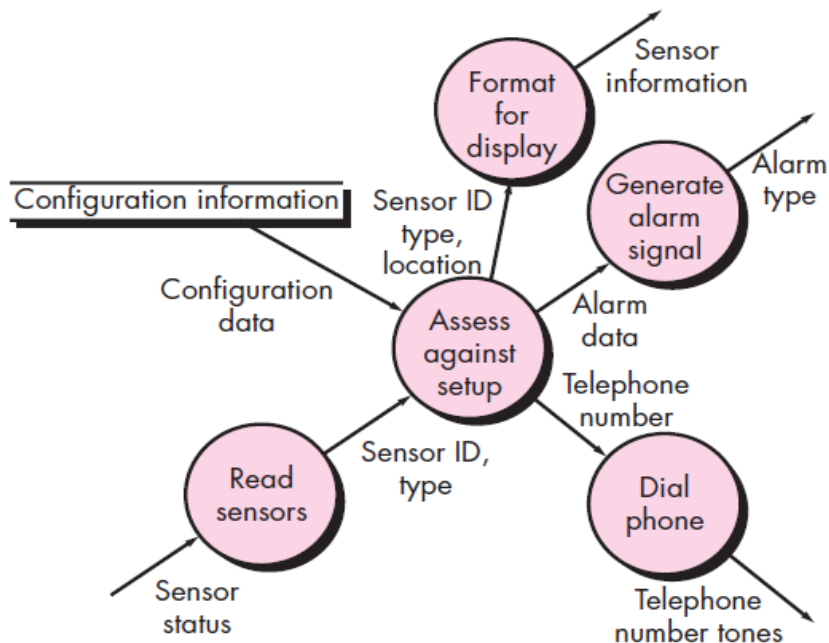 Format
for
display
Sensor
information
Generate
alarm
signal
Alarm
type
Configuration information
Sensor ID
type,
location
Configuration
data
Assess
against
setup
Alarm
data
Telephone
number
Read
sensors
Sensor ID,
type
Dial
phone
Sensor
status
Telephone
number tones